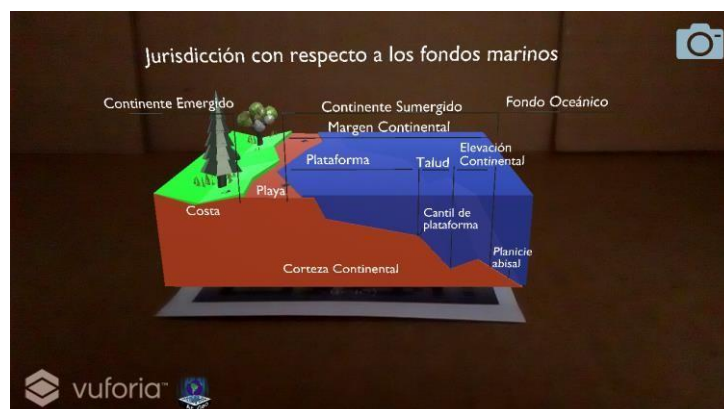 Jurisdicción con respecto a los fondos marinos
Continente Emergido
Continente Sumergido
Fondo Oceánico
Margen Continental
Plataforma
Talud
Elevación
Continental
Playa
Costa
Cantil de
plataforma
Planicie
abisal
Corteza Continental
vuforia™